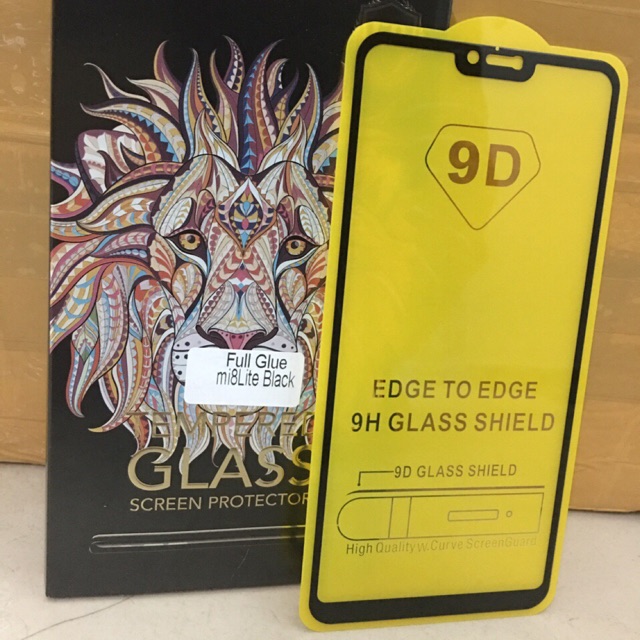 Full Glue
mi8Lite Black
TEMPERED
GLASS
SCREEN PROTECTOR
9D
EDGE TO EDGE
9H GLASS SHIELD
9D GLASS SHIELD
High Quality w Curve ScreenGuard